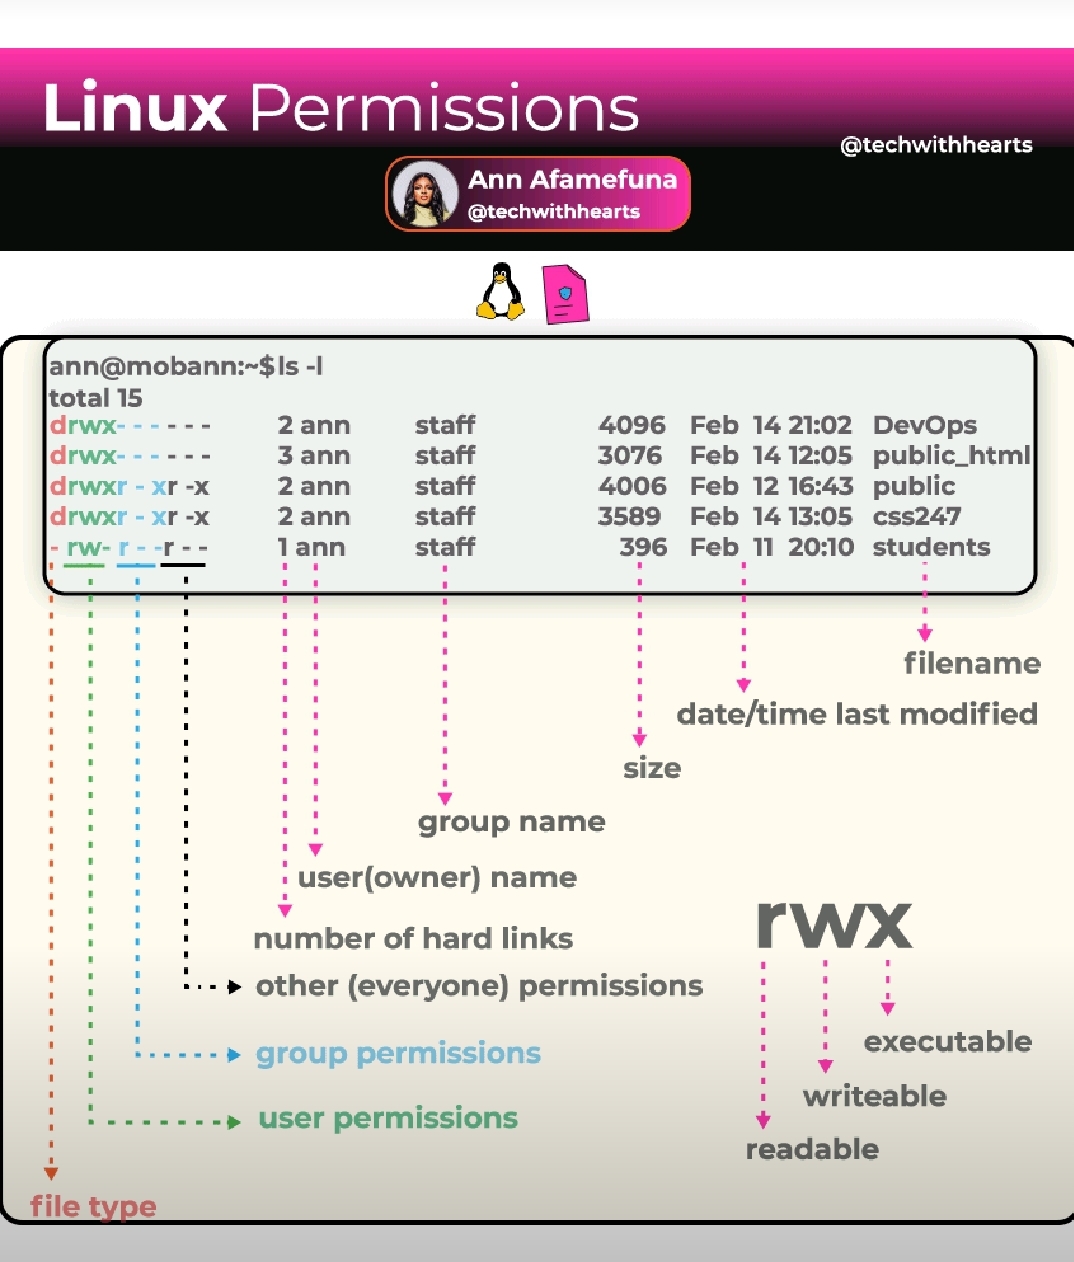 Linux Permissions
@techwithhearts
Ann Afamefuna
@techwithhearts
ann@mobann:~$ls -l
total 15
drwx- - - - - - 2 ann staff 4096 Feb 14 21:02 DevOps
drwx- - - - - - 3 ann staff 3076 Feb 14 12:05 public_html
drwxr - xr -x 2 ann staff 4006 Feb 12 16:43 public
drwxr - xr -x 2 ann staff 3589 Feb 14 13:05 css247
- rw- r - -r - - 1 ann staff 396 Feb 11 20:10 students
filename
date/time last modified
size
group name
user(owner) name
number of hard links
other (everyone) permissions
group permissions
user permissions
file type
rwx
executable
writeable
readable